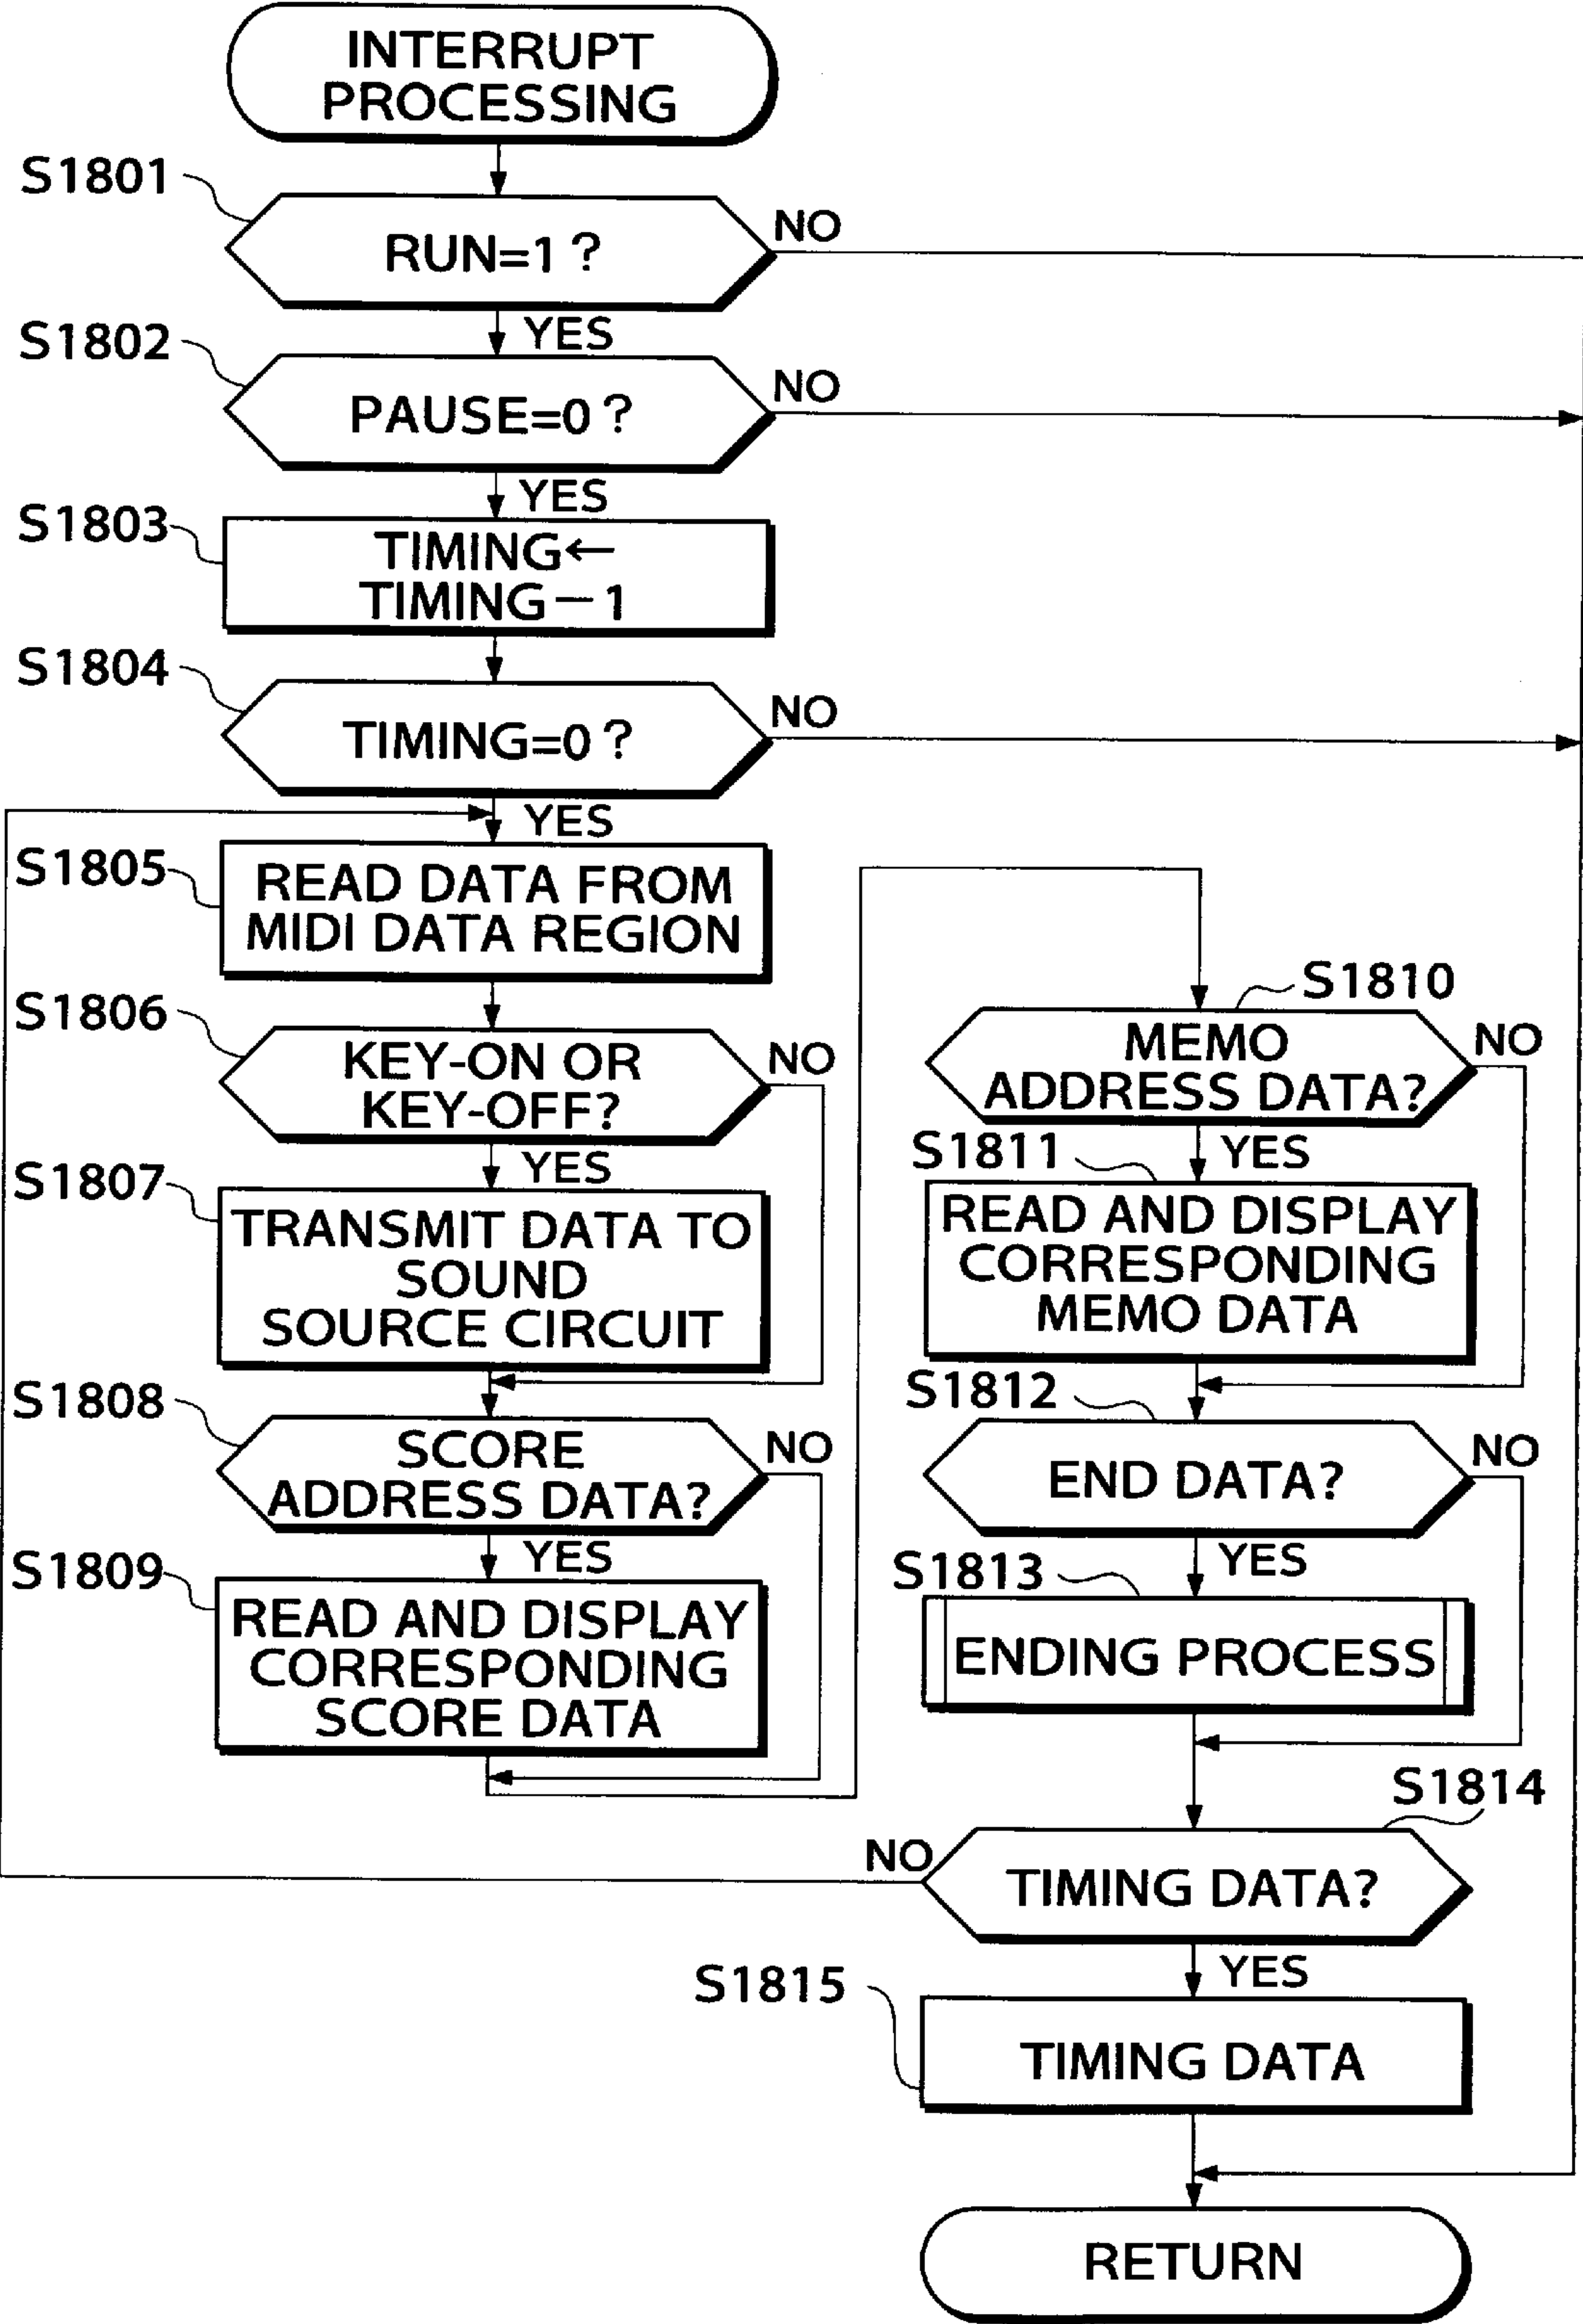 INTERRUPT
PROCESSING
S1801
RUN=1?
NO
YES
S1802
PAUSE=0?
NO
YES
S1803
TIMING←
TIMING−1
S1804
TIMING=0?
NO
YES
S1805
READ DATA FROM
MIDI DATA REGION
S1806
KEY-ON OR
KEY-OFF?
NO
YES
S1807
TRANSMIT DATA TO
SOUND
SOURCE CIRCUIT
S1808
SCORE
ADDRESS DATA?
NO
YES
S1809
READ AND DISPLAY
CORRESPONDING
SCORE DATA
S1810
MEMO
ADDRESS DATA?
NO
YES
S1811
READ AND DISPLAY
CORRESPONDING
MEMO DATA
S1812
END DATA?
NO
YES
S1813
ENDING PROCESS
S1814
TIMING DATA?
NO
YES
S1815
TIMING DATA
RETURN